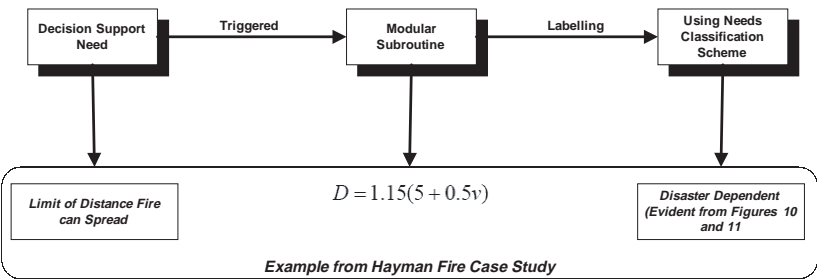 Decision Support
Need
Triggered
Modular
Subroutine
Labelling
Using Needs
Classification
Scheme
Limit of Distance Fire
can Spread
D = 1.15(5 + 0.5v)
Disaster Dependent
(Evident from Figures 10
and 11
Example from Hayman Fire Case Study